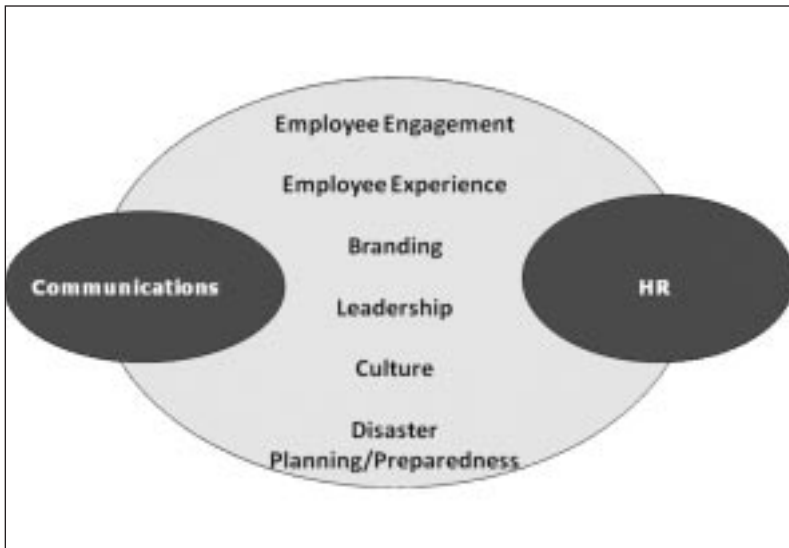 Employee Engagement
Employee Experience
Branding
Communications
HR
Leadership
Culture
Disaster
Planning/Preparedness